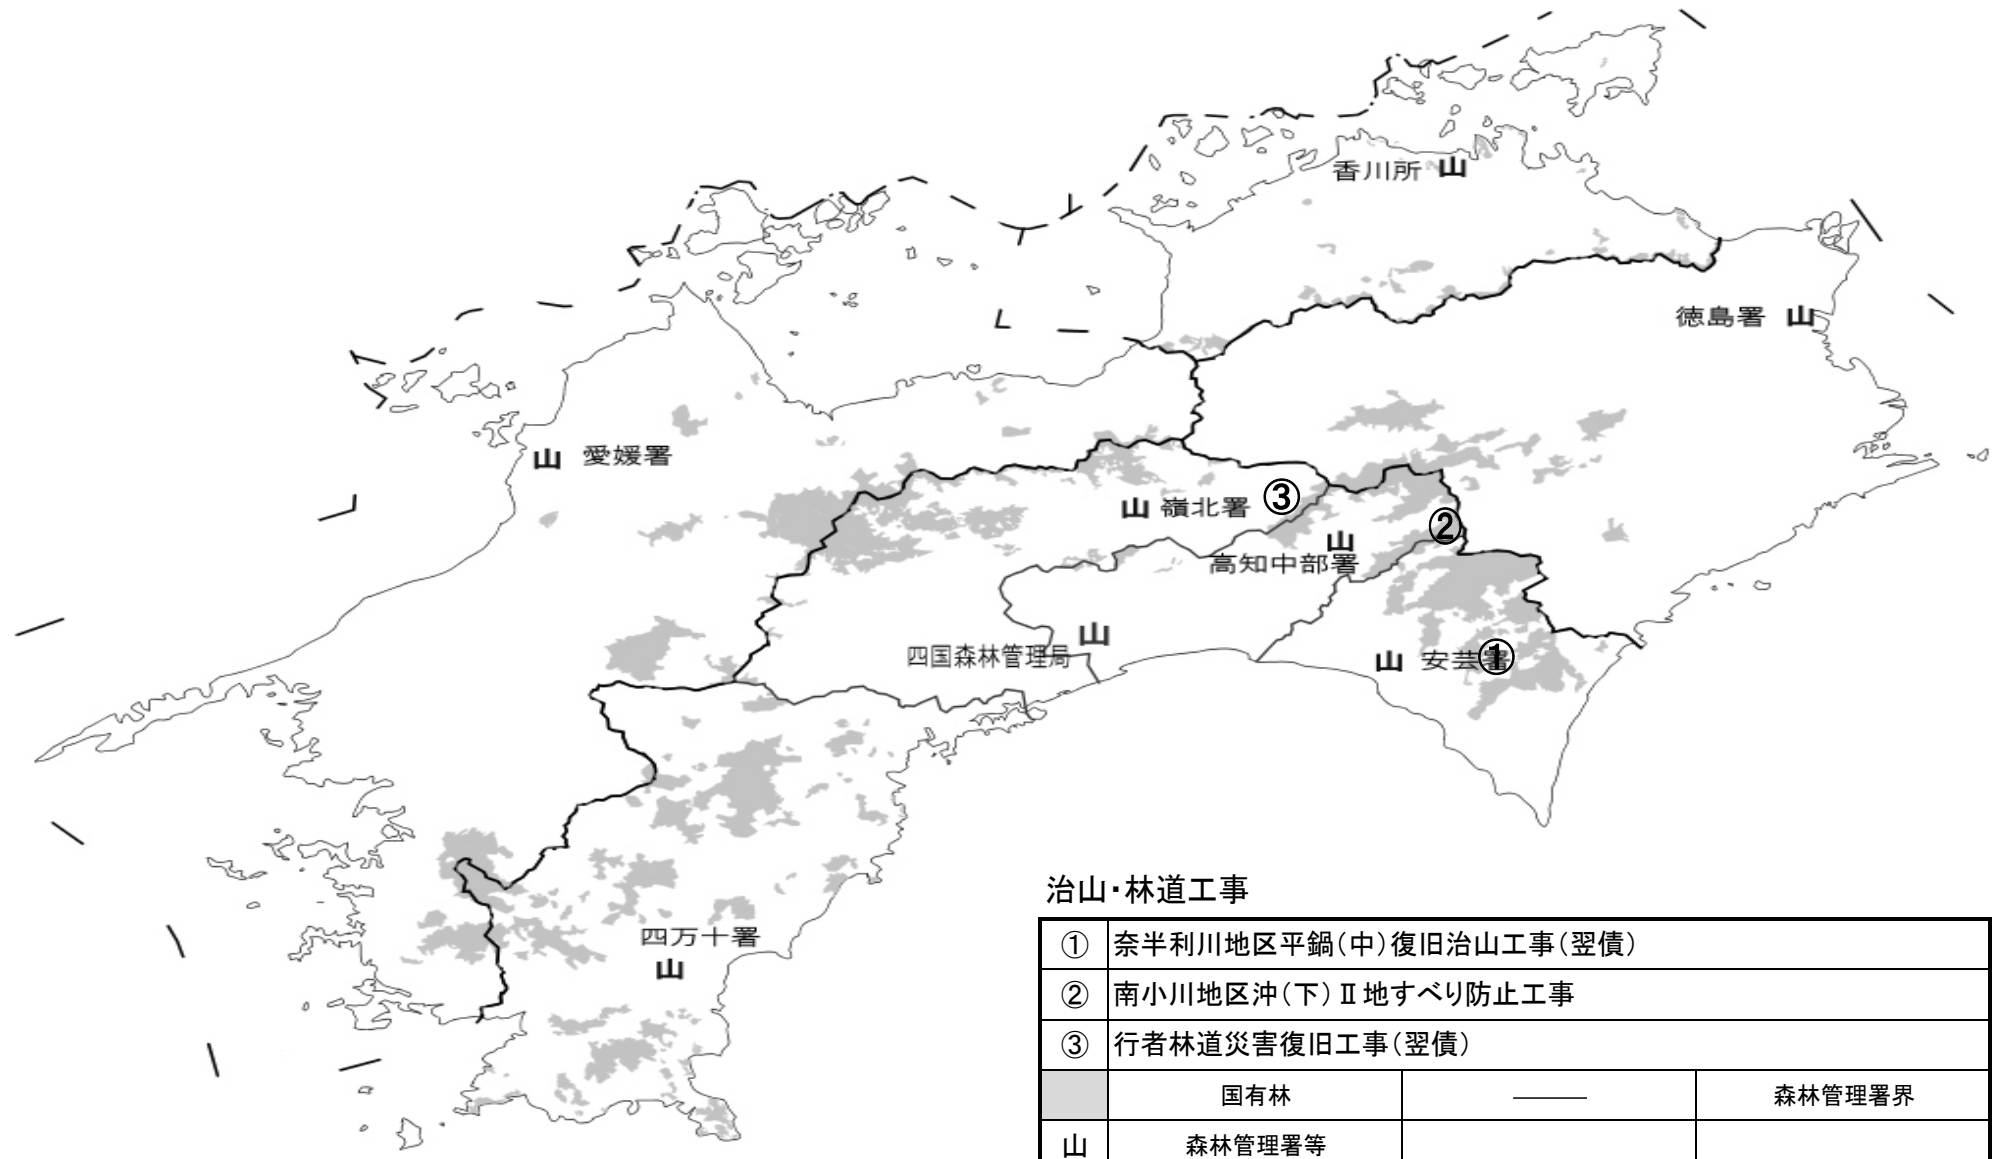 香川所 山
徳島署 山
山 愛媛署
山 嶺北署 ③
②
山
高知中部署
四国森林管理局 山
山 安芸署 ①
四万十署
山
治山・林道工事
① 奈半利川地区平鍋（中）復旧治山工事（翌債）
② 南小川地区沖（下）Ⅱ地すべり防止工事
③ 行者林道災害復旧工事（翌債）
国有林 ――― 森林管理署界
山 森林管理署等